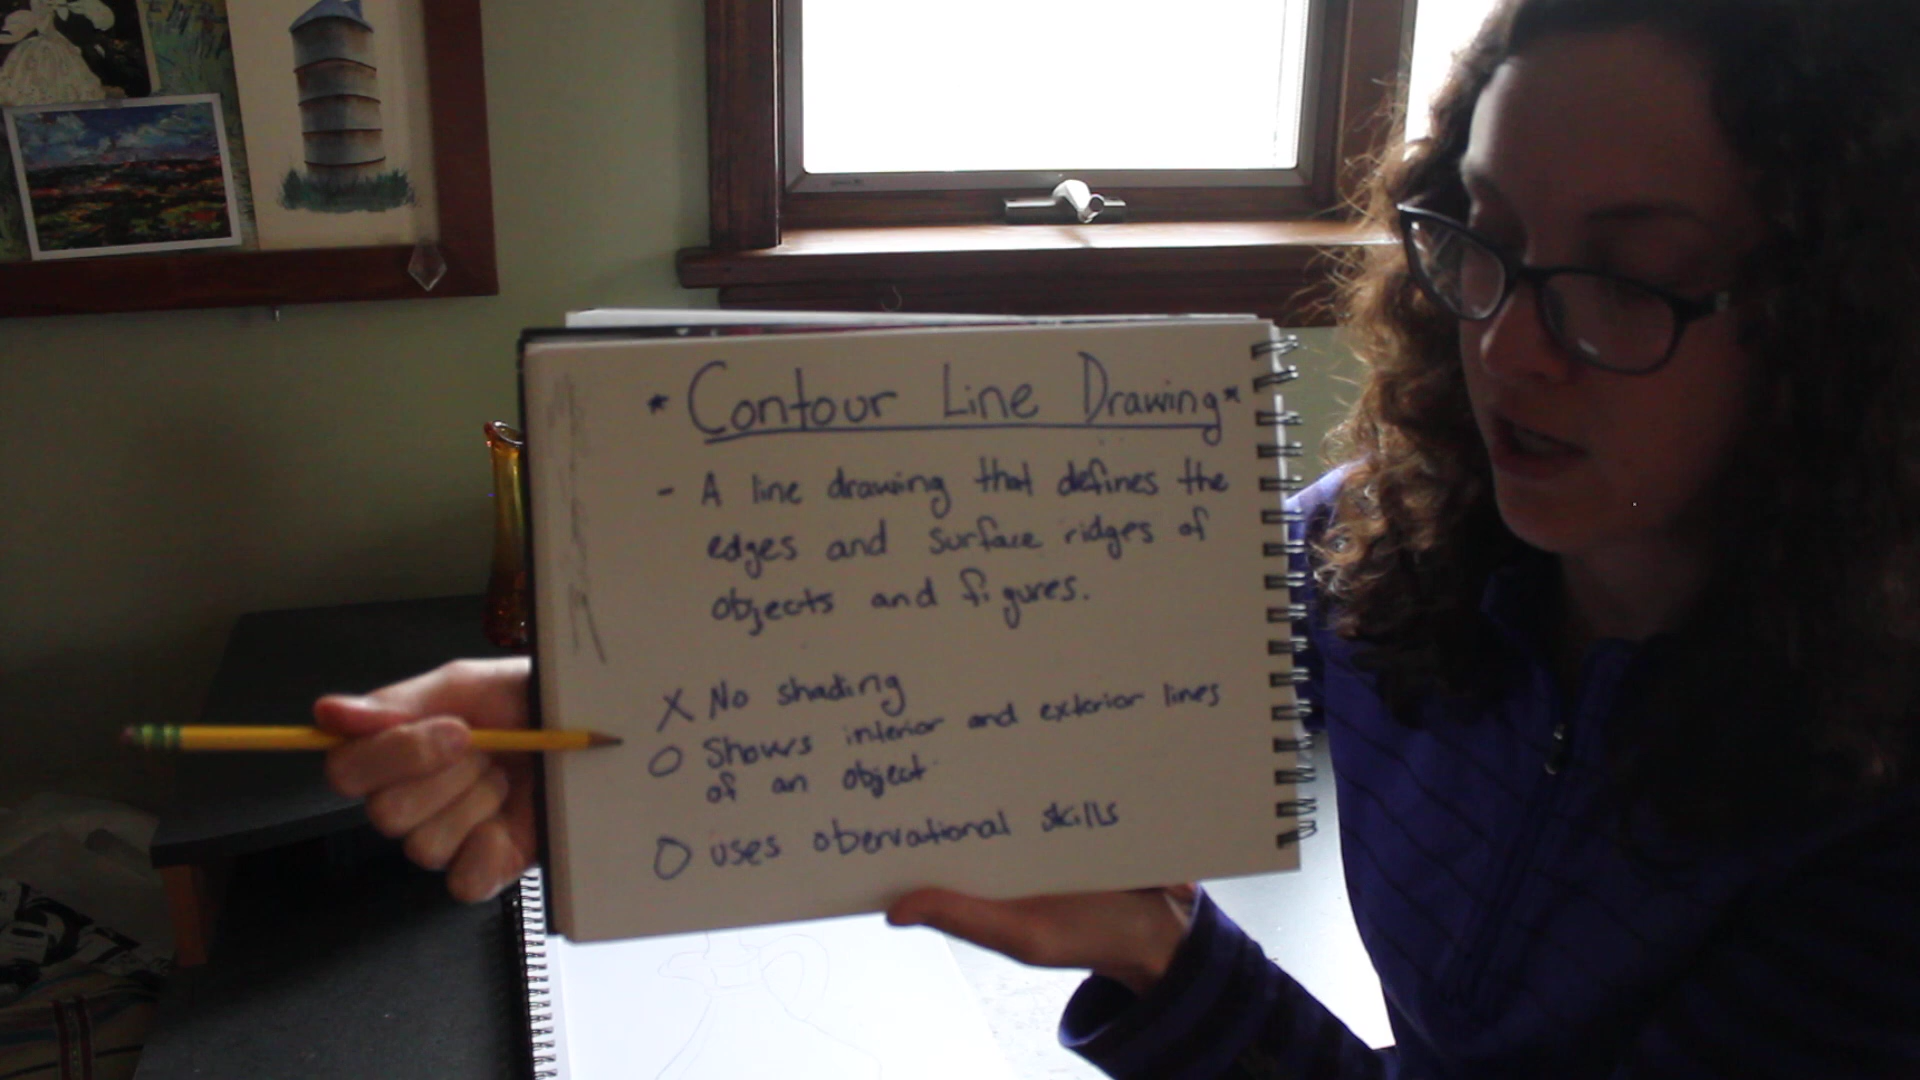 * Contour Line Drawing *
- A line drawing that defines the
edges and surface ridges of
objects and figures.
X No shading
O Shows interior and exterior lines
of an object
O uses obervational skills